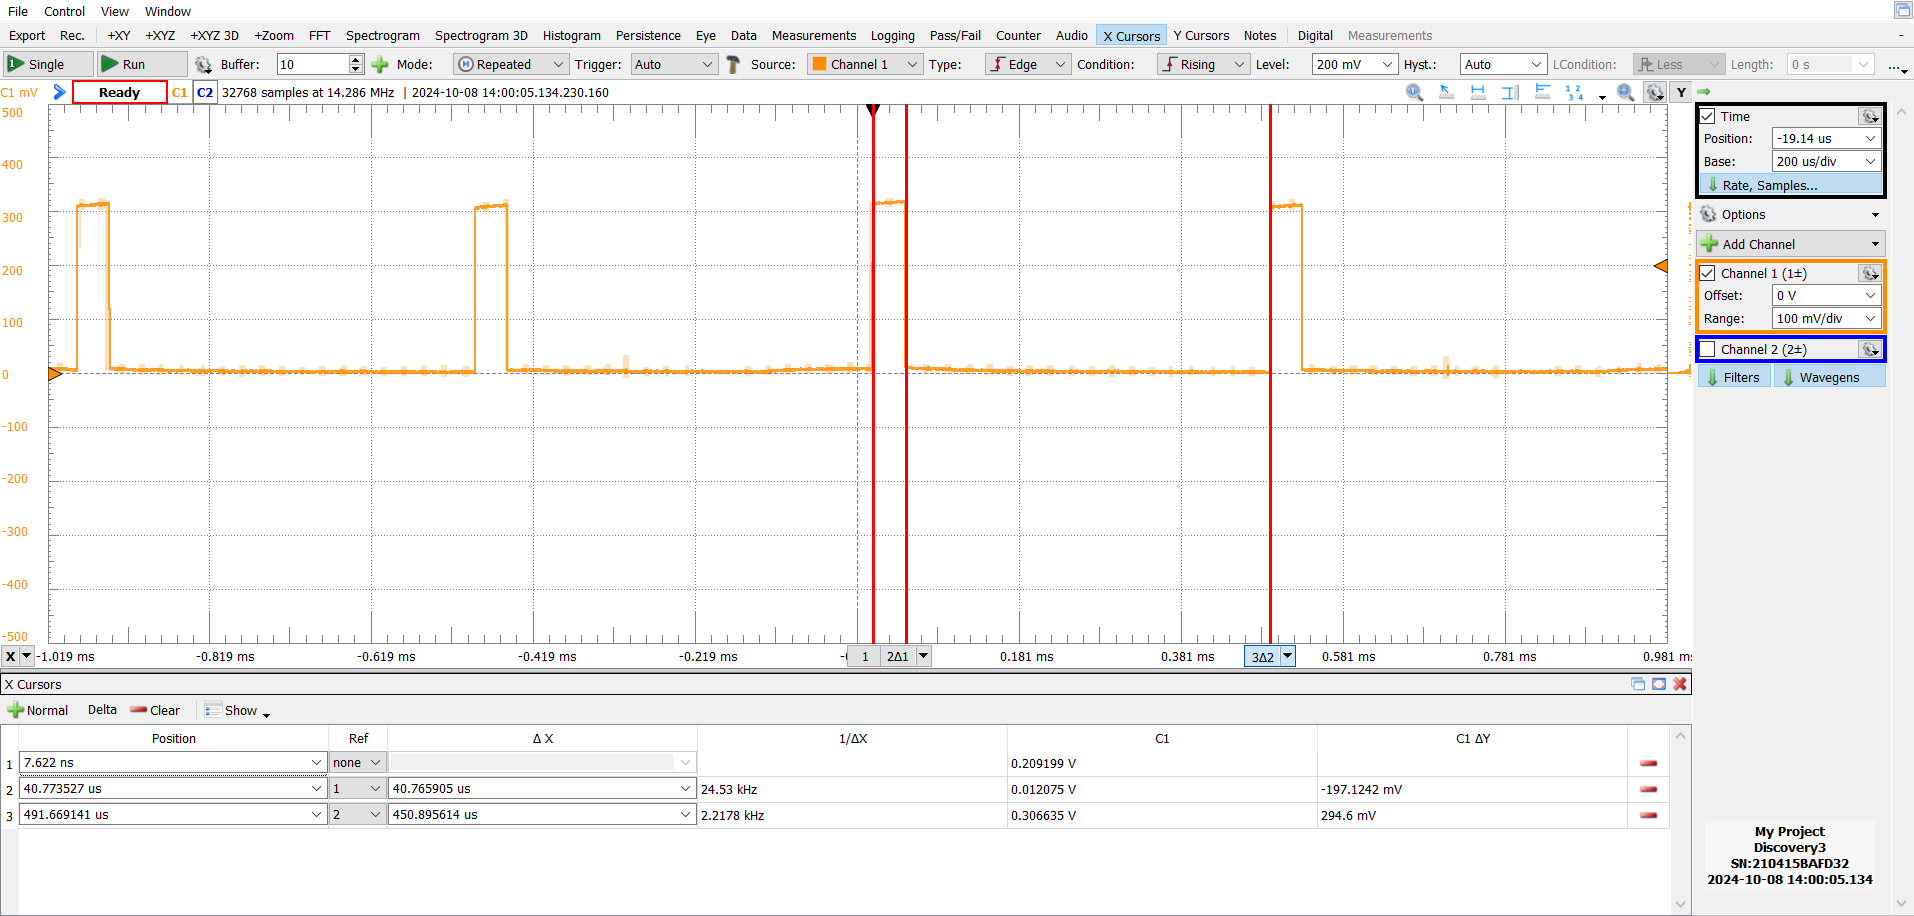 File Control View Window
Export Rec. +XY +XYZ +XYZ 3D +Zoom FFT Spectrogram Spectrogram 3D Histogram Persistence Eye Data Measurements Logging Pass/Fail Counter Audio X Cursors Y Cursors Notes Digital Measurements
Single Run Buffer: 10 Mode: Repeated Trigger: Auto Source: Channel 1 Type: Edge Condition: Rising Level: 200 mV Hyst.: Auto LCondition: Less Length: 0 s ...
C1 mV Ready C1 C2 32768 samples at 14.286 MHz | 2024-10-08 14:00:05.134.230.160 Y
500
400
300
200
100
0
-100
-200
-300
-400
-500
X -1.019 ms -0.819 ms -0.619 ms -0.419 ms -0.219 ms 1 2Δ1 0.181 ms 0.381 ms 3Δ2 0.581 ms 0.781 ms 0.981 ms
Time
Position: -19.14 us
Base: 200 us/div
Rate, Samples...
Options
Add Channel
Channel 1 (1±)
Offset: 0 V
Range: 100 mV/div
Channel 2 (2±)
Filters Wavegens
X Cursors
Normal Delta Clear Show
Position Ref Δ X 1/ΔX C1 C1 ΔY
1 7.622 ns none 0.209199 V
2 40.773527 us 1 40.765905 us 24.53 kHz 0.012075 V -197.1242 mV
3 491.669141 us 2 450.895614 us 2.2178 kHz 0.306635 V 294.6 mV
My Project
Discovery3
SN:210415BAFD32
2024-10-08 14:00:05.134